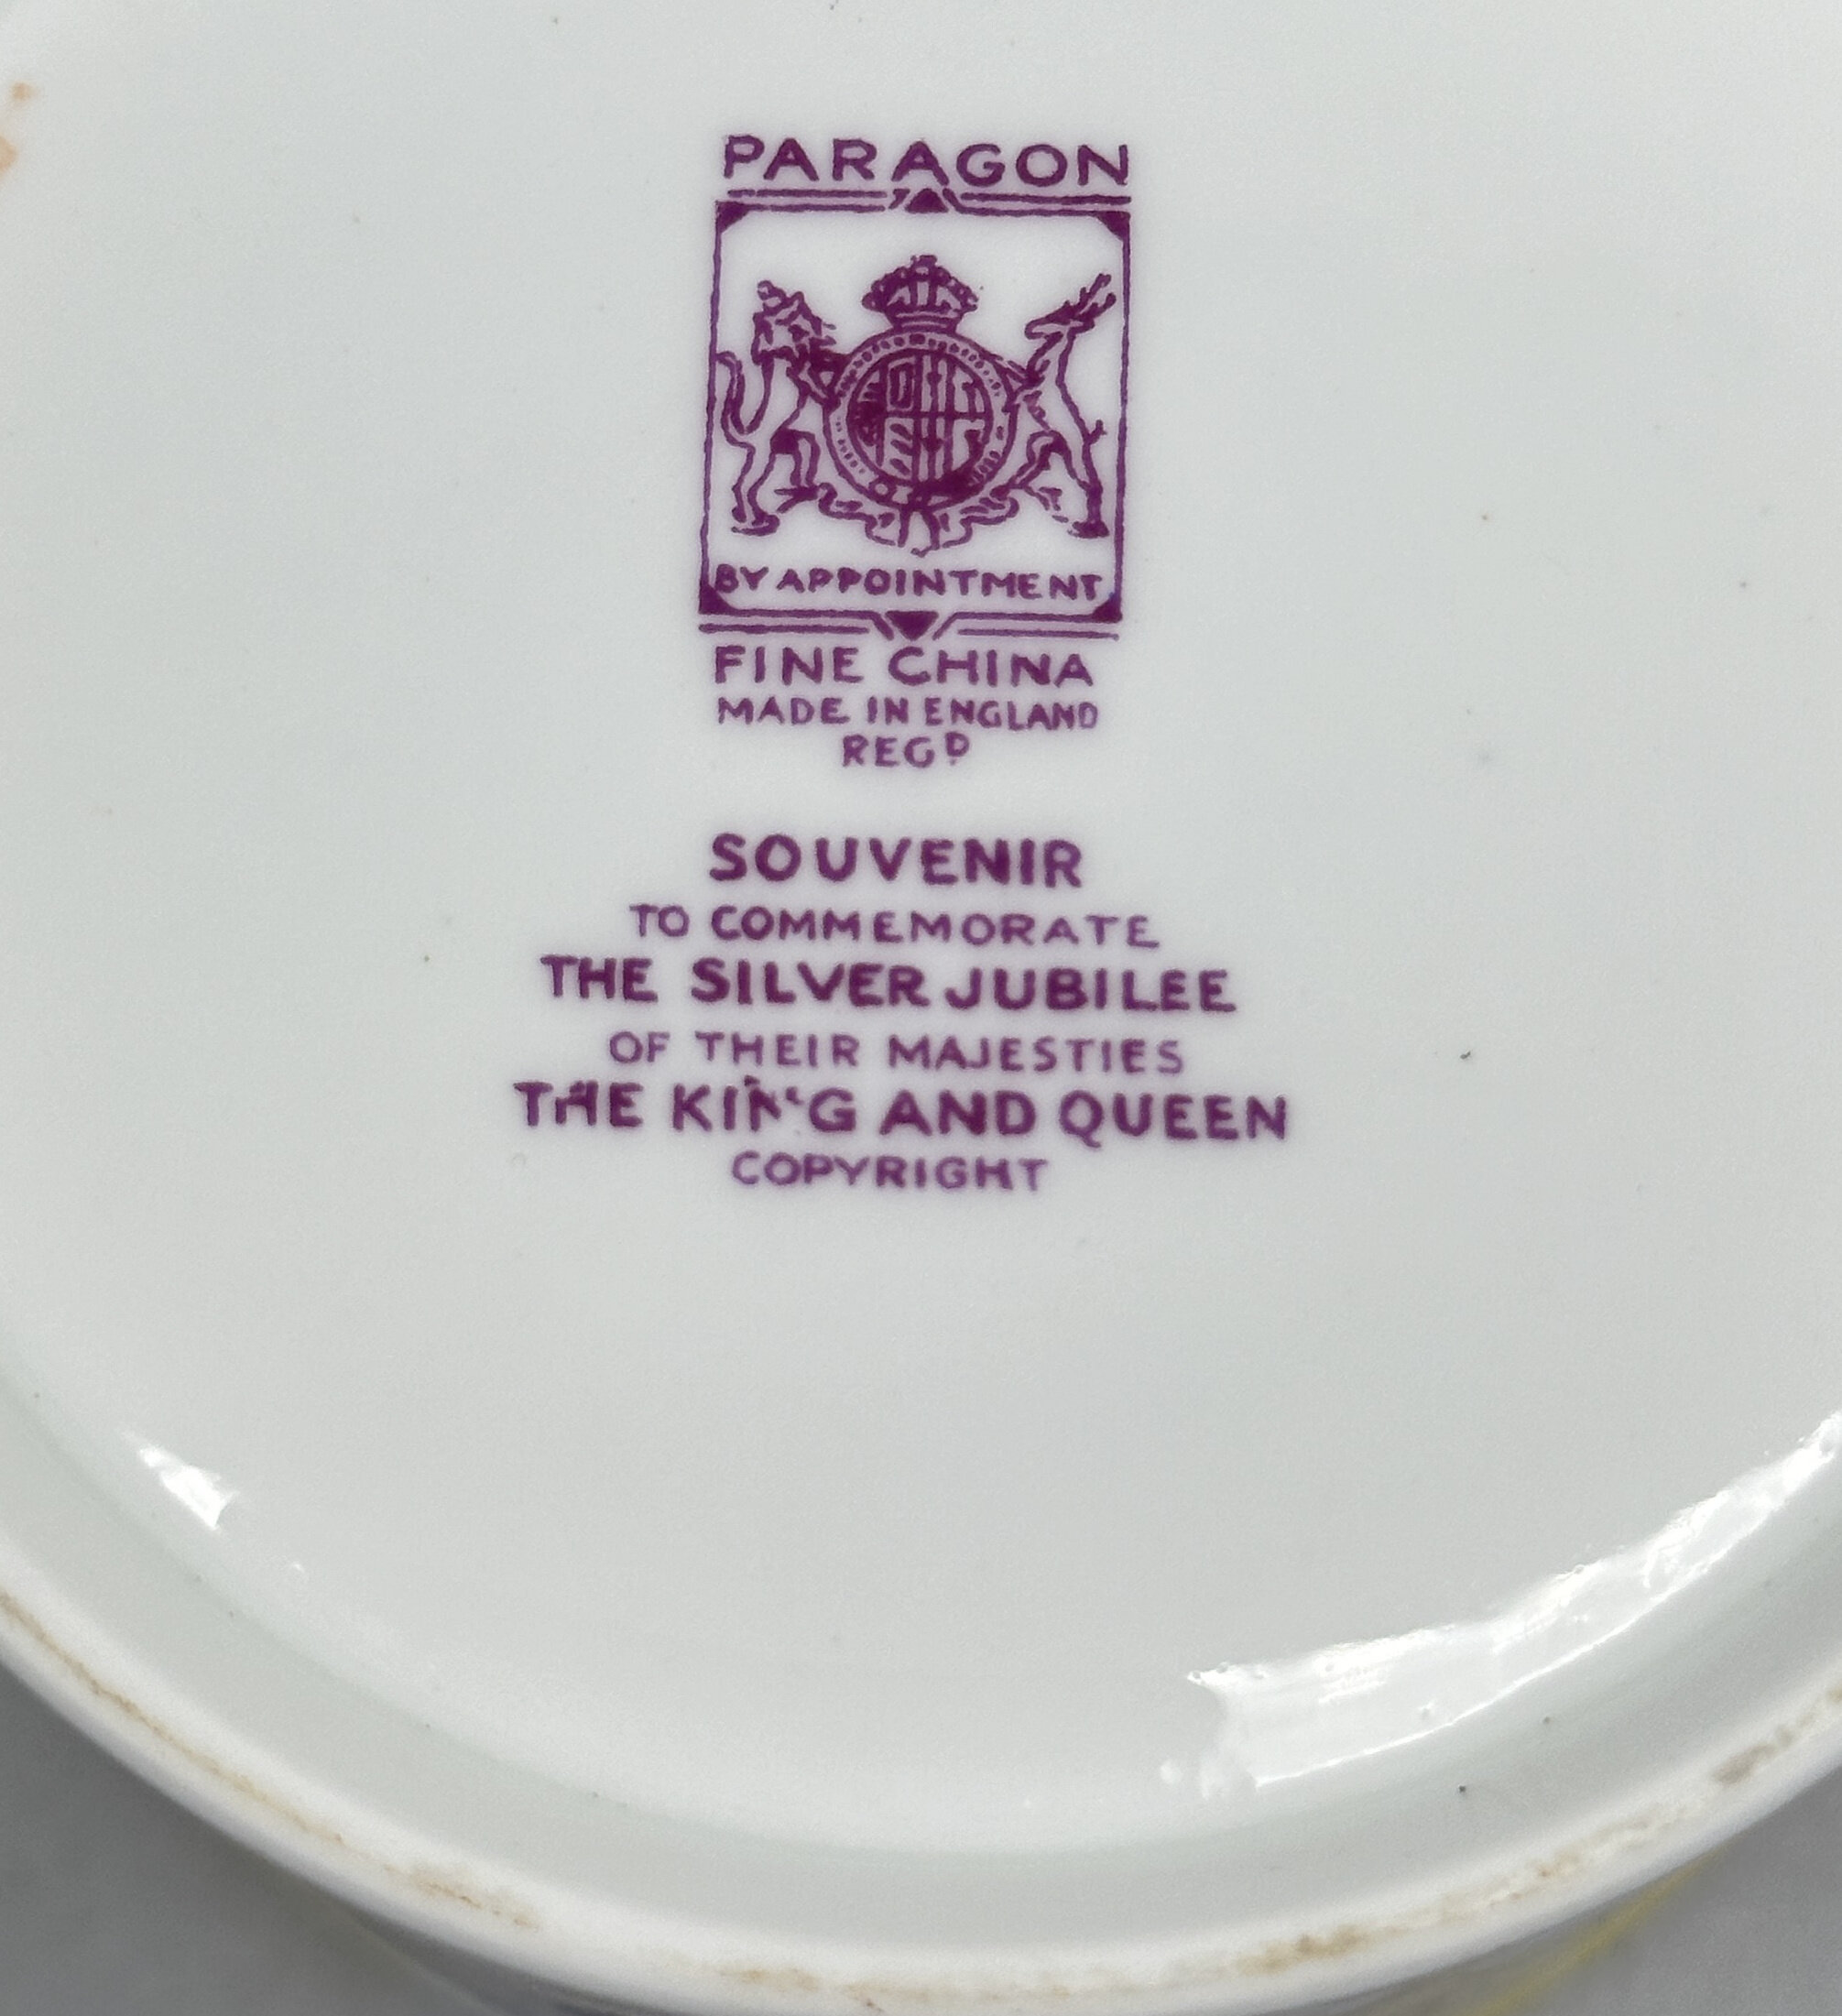 PARAGON
BY APPOINTMENT
FINE CHINA
MADE IN ENGLAND
REGD
SOUVENIR
TO COMMEMORATE
THE SILVER JUBILEE
OF THEIR MAJESTIES
THE KING AND QUEEN
COPYRIGHT